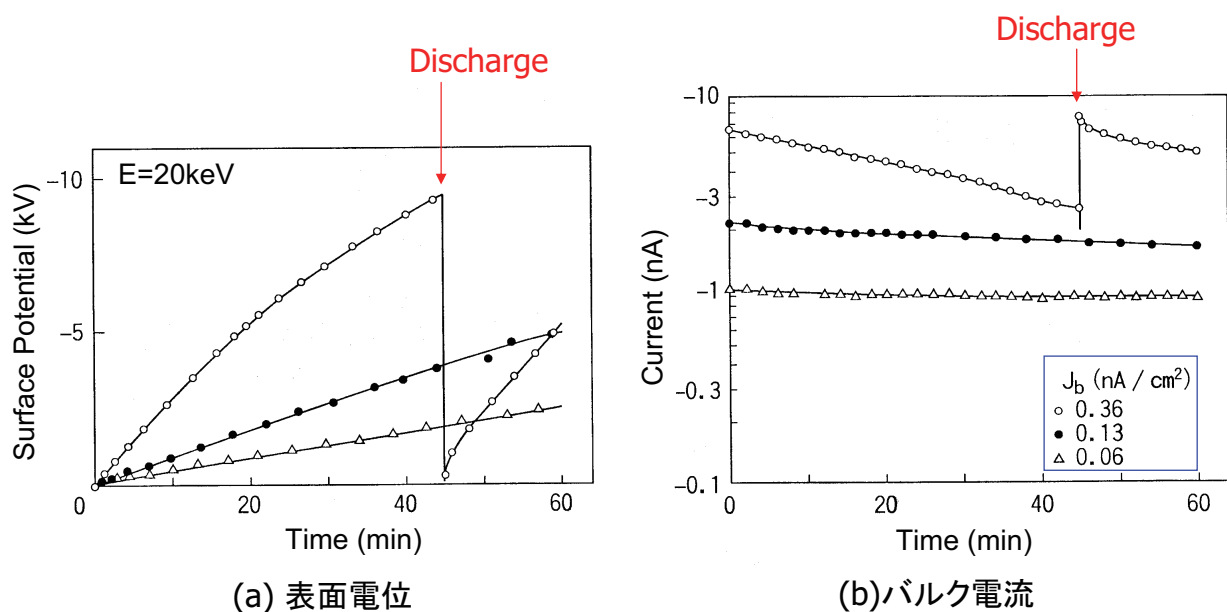 Discharge
E=20keV
−10
−5
0
20
40
60
Surface Potential (kV)
Time (min)
(a) 表面電位
Discharge
−10
−3
−1
−0.3
−0.1
0
20
40
60
Current (nA)
Time (min)
J_b (nA / cm²)
○ 0.36
● 0.13
△ 0.06
(b)バルク電流